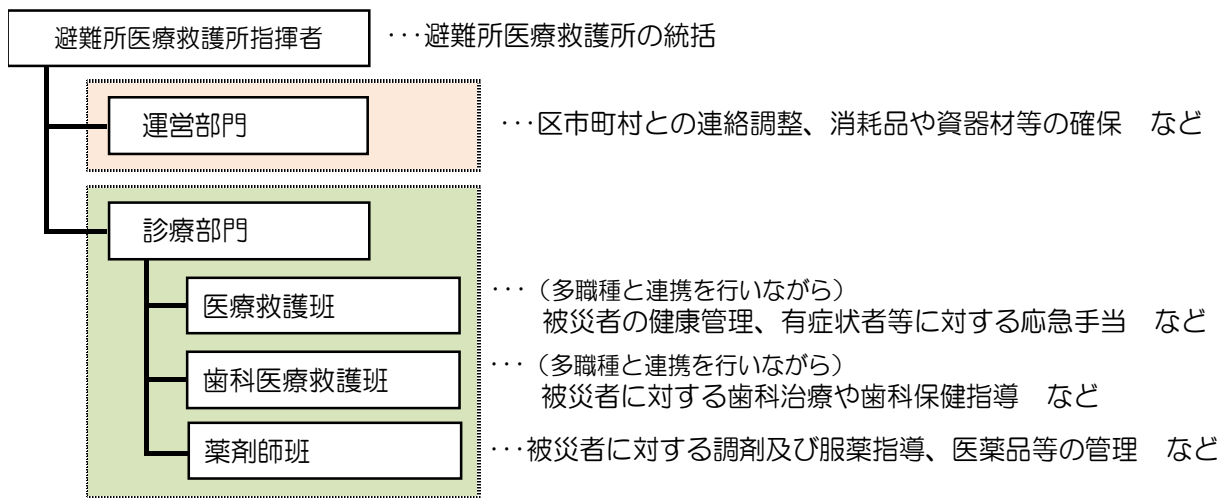 避難所医療救護所指揮者 ・・・避難所医療救護所の統括
運営部門 ・・・区市町村との連絡調整、消耗品や資器材等の確保　など
診療部門
医療救護班 ・・・（多職種と連携を行いながら）
被災者の健康管理、有症状者等に対する応急手当　など
歯科医療救護班 ・・・（多職種と連携を行いながら）
被災者に対する歯科治療や歯科保健指導　など
薬剤師班 ・・・被災者に対する調剤及び服薬指導、医薬品等の管理　など